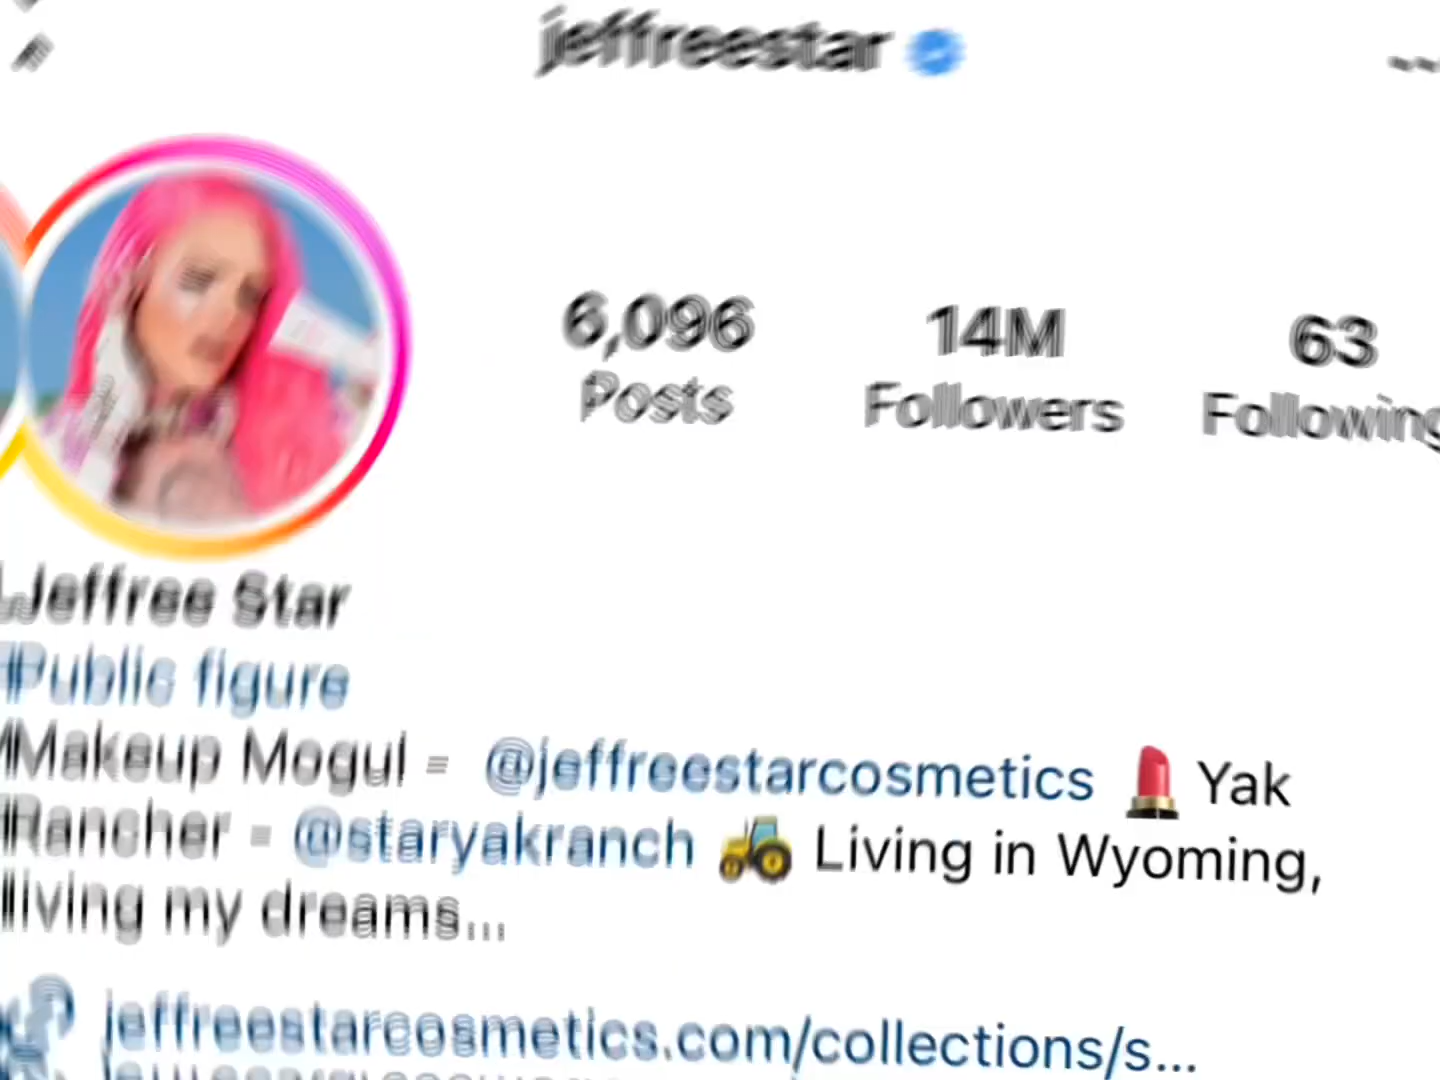 jeffreestar
6,096 14M 63
Posts Followers Following
Jeffree Star
Public figure
Makeup Mogul = @jeffreestarcosmetics 💄 Yak
Rancher = @staryakranch 🚜 Living in Wyoming,
living my dreams...
jeffreestarcosmetics.com/collections/s...